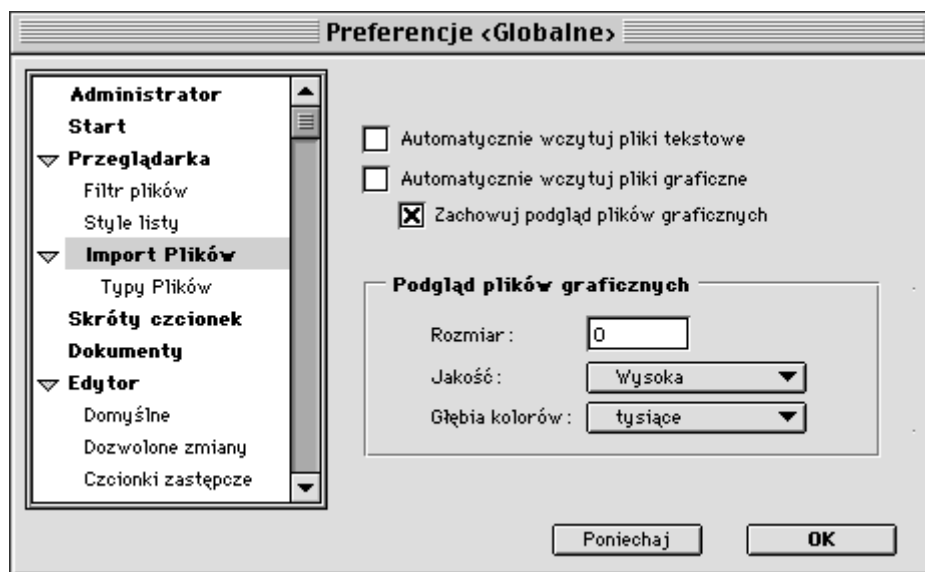 Preferencje <Globalne>
Administrator
Start
Przeglądarka
Filtr plików
Style listy
Import Plików
Typy Plików
Skróty czcionek
Dokumenty
Edytor
Domyślne
Dozwolone zmiany
Czcionki zastępcze
Automatycznie wczytuj pliki tekstowe
Automatycznie wczytuj pliki graficzne
Zachowuj podgląd plików graficznych
Podgląd plików graficznych
Rozmiar: 0
Jakość: Wysoka
Głębia kolorów: tysiące
Poniechaj OK